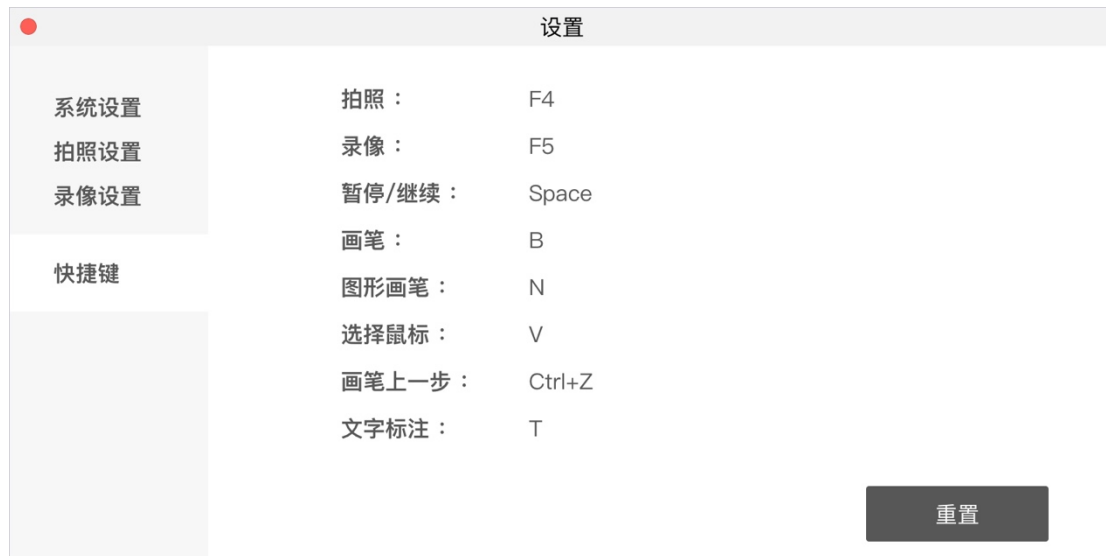 设置
系统设置
拍照设置
录像设置
快捷键
拍照： F4
录像： F5
暂停/继续： Space
画笔： B
图形画笔： N
选择鼠标： V
画笔上一步： Ctrl+Z
文字标注： T
重置